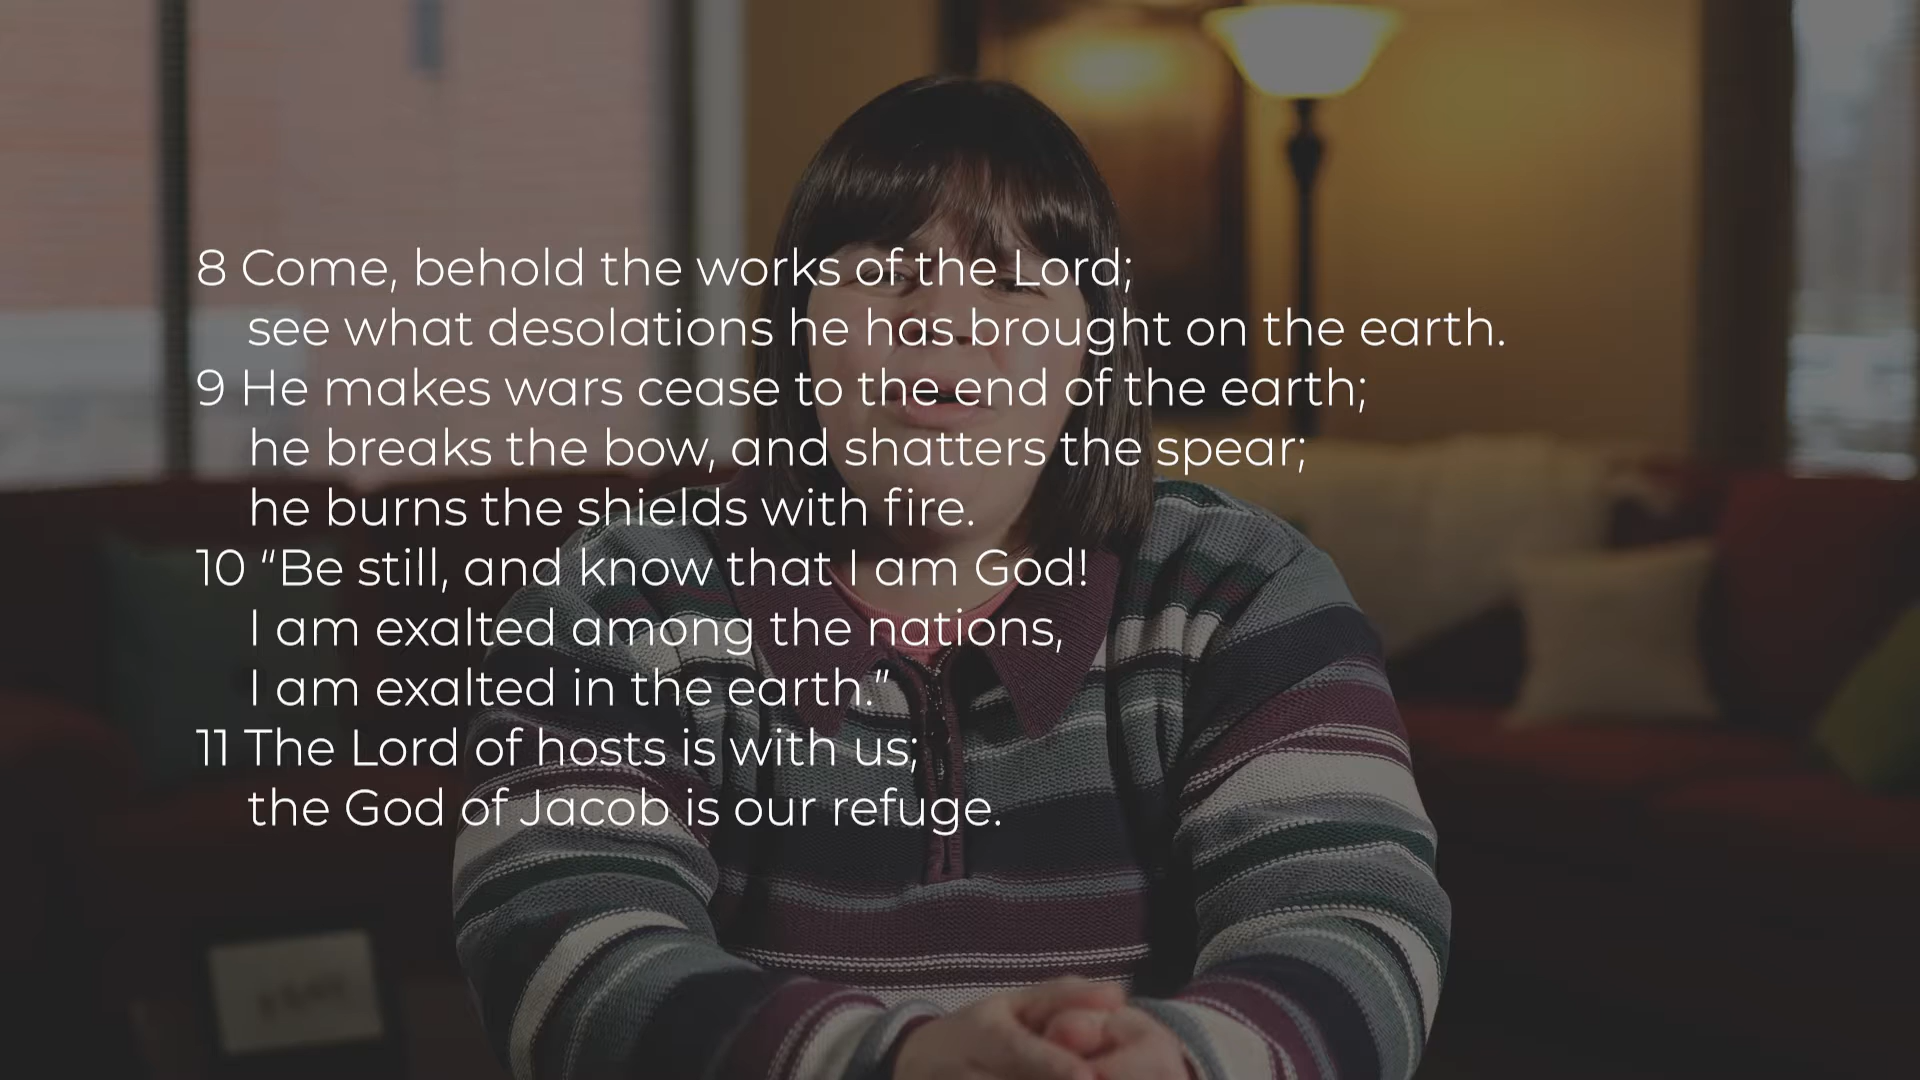 8 Come, behold the works of the Lord;
see what desolations he has brought on the earth.
9 He makes wars cease to the end of the earth;
he breaks the bow, and shatters the spear;
he burns the shields with fire.
10 “Be still, and know that I am God!
I am exalted among the nations,
I am exalted in the earth.”
11 The Lord of hosts is with us;
the God of Jacob is our refuge.